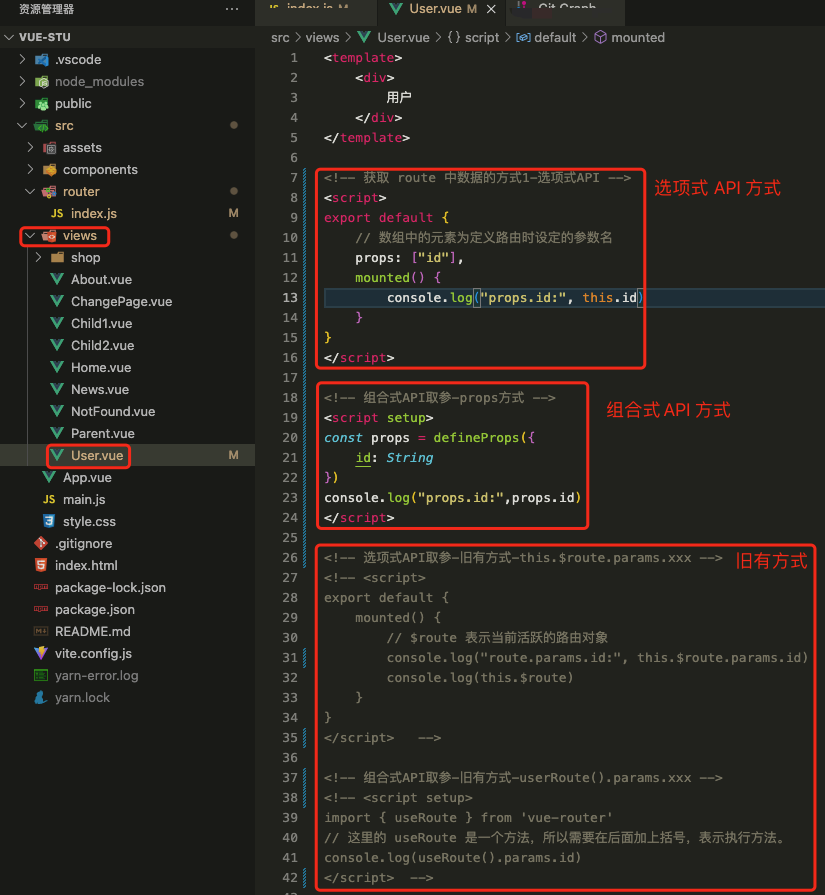 资源管理器
···
index.js M
User.vue M ×
Git Graph
VUE-STU
src > views > User.vue > {} script > default > mounted
.vscode
node_modules
public
src
assets
components
router
JS index.js M
views
shop
About.vue
ChangePage.vue
Child1.vue
Child2.vue
Home.vue
News.vue
NotFound.vue
Parent.vue
User.vue M
App.vue
JS main.js
style.css
.gitignore
index.html
package-lock.json
package.json
README.md
vite.config.js
yarn-error.log
yarn.lock
1 <template>
2 <div>
3 用户
4 </div>
5 </template>
6
7 <!-- 获取 route 中数据的方式1-选项式API -->
选项式 API 方式
8 <script>
9 export default {
10 // 数组中的元素为定义路由时设定的参数名
11 props: ["id"],
12 mounted() {
13 console.log("props.id:", this.id)
14 }
15 }
16 </script>
17
18 <!-- 组合式API取参-props方式 -->
组合式 API 方式
19 <script setup>
20 const props = defineProps({
21 id: String
22 })
23 console.log("props.id:",props.id)
24 </script>
25
26 <!-- 选项式API取参-旧有方式-this.$route.params.xxx -->
旧有方式
27 <!-- <script>
28 export default {
29 mounted() {
30 // $route 表示当前活跃的路由对象
31 console.log("route.params.id:", this.$route.params.id)
32 console.log(this.$route)
33 }
34 }
35 </script> -->
36
37 <!-- 组合式API取参-旧有方式-userRoute().params.xxx -->
38 <!-- <script setup>
39 import { useRoute } from 'vue-router'
40 // 这里的 useRoute 是一个方法，所以需要在后面加上括号，表示执行方法。
41 console.log(useRoute().params.id)
42 </script> -->